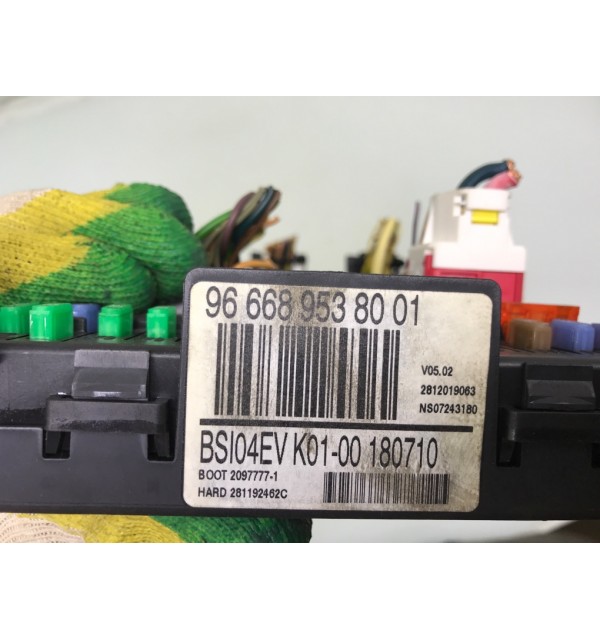 96 668 953 80 01
V05.02
2812019063
NS07243180
BSI04EV K01-00 180710
BOOT 2097777-1
HARD 281192462C